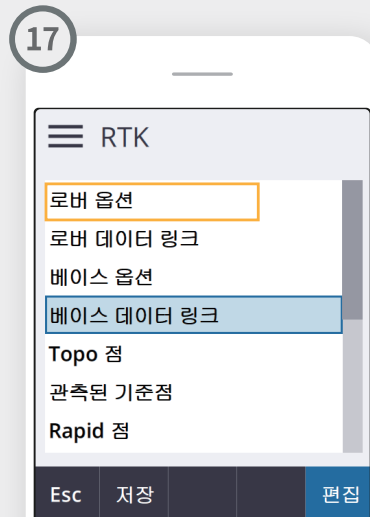 17
RTK
로버 옵션
로버 데이터 링크
베이스 옵션
베이스 데이터 링크
Topo 점
관측된 기준점
Rapid 점
Esc 저장 편집